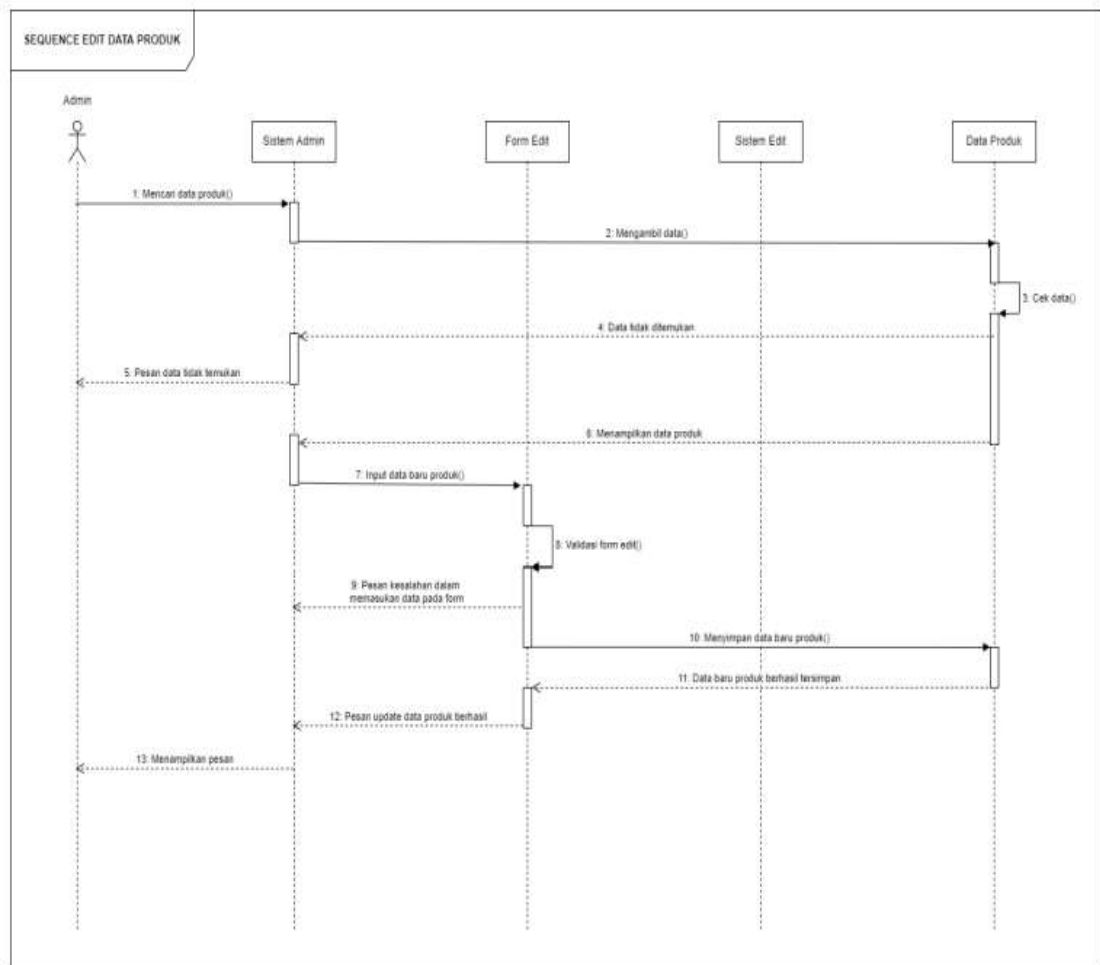 SEQUENCE EDIT DATA PRODUK
Admin
Sistem Admin
Form Edit
Sistem Edit
Data Produk
1: Mencari data produk()
2: Mengambil data()
3: Cek data()
4: Data tidak ditemukan
5: Pesan data tidak temukan
6: Menampilkan data produk
7: Input data baru produk()
8: Validasi form edit()
9: Pesan kesalahan dalam
memasukan data pada form
10: Menyimpan data baru produk()
11: Data baru produk berhasil tersimpan
12: Pesan update data produk berhasil
13: Menampilkan pesan